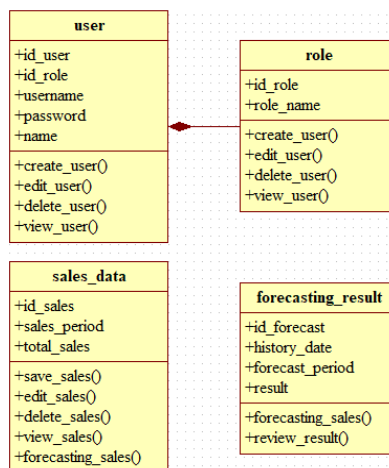 user
+id_user
+id_role
+username
+password
+name
+create_user()
+edit_user()
+delete_user()
+view_user()
role
+id_role
+role_name
+create_user()
+edit_user()
+delete_user()
+view_user()
sales_data
+id_sales
+sales_period
+total_sales
+save_sales()
+edit_sales()
+delete_sales()
+view_sales()
+forecasting_sales()
forecasting_result
+id_forecast
+history_date
+forecast_period
+result
+forecasting_sales()
+review_result()